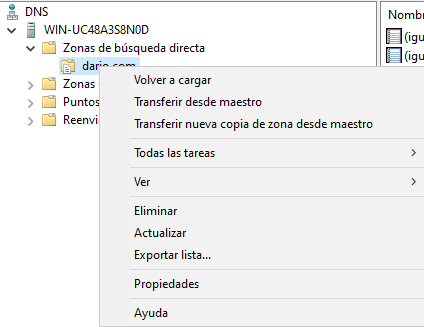 DNS
WIN-UC48A3S8N0D
Zonas de búsqueda directa
dario.com
Zonas
Puntos
Reenvia
Nombr
(igu
(igu
Volver a cargar
Transferir desde maestro
Transferir nueva copia de zona desde maestro
Todas las tareas
Ver
Eliminar
Actualizar
Exportar lista...
Propiedades
Ayuda